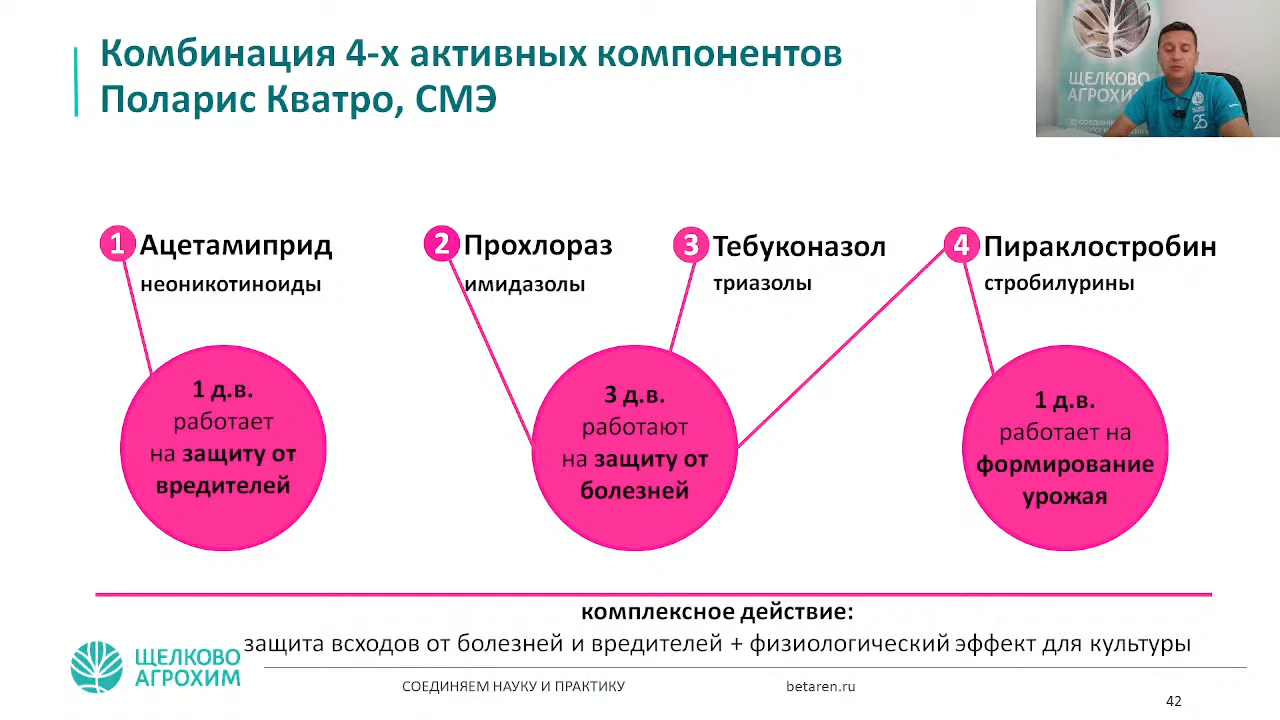 Комбинация 4-х активных компонентов
Поларис Кватро, СМЭ
ЩЕЛКОВО
АГРОХИМ
25
1 Ацетамиприд
неоникотиноиды
2 Прохлораз
имидазолы
3 Тебуконазол
триазолы
4 Пираклостробин
стробилурины
1 д.в.
работает
на защиту от
вредителей
3 д.в.
работают
на защиту от
болезней
1 д.в.
работает на
формирование
урожая
комплексное действие:
защита всходов от болезней и вредителей + физиологический эффект для культуры
ЩЕЛКОВО
АГРОХИМ
СОЕДИНЯЕМ НАУКУ И ПРАКТИКУ
betaren.ru
42